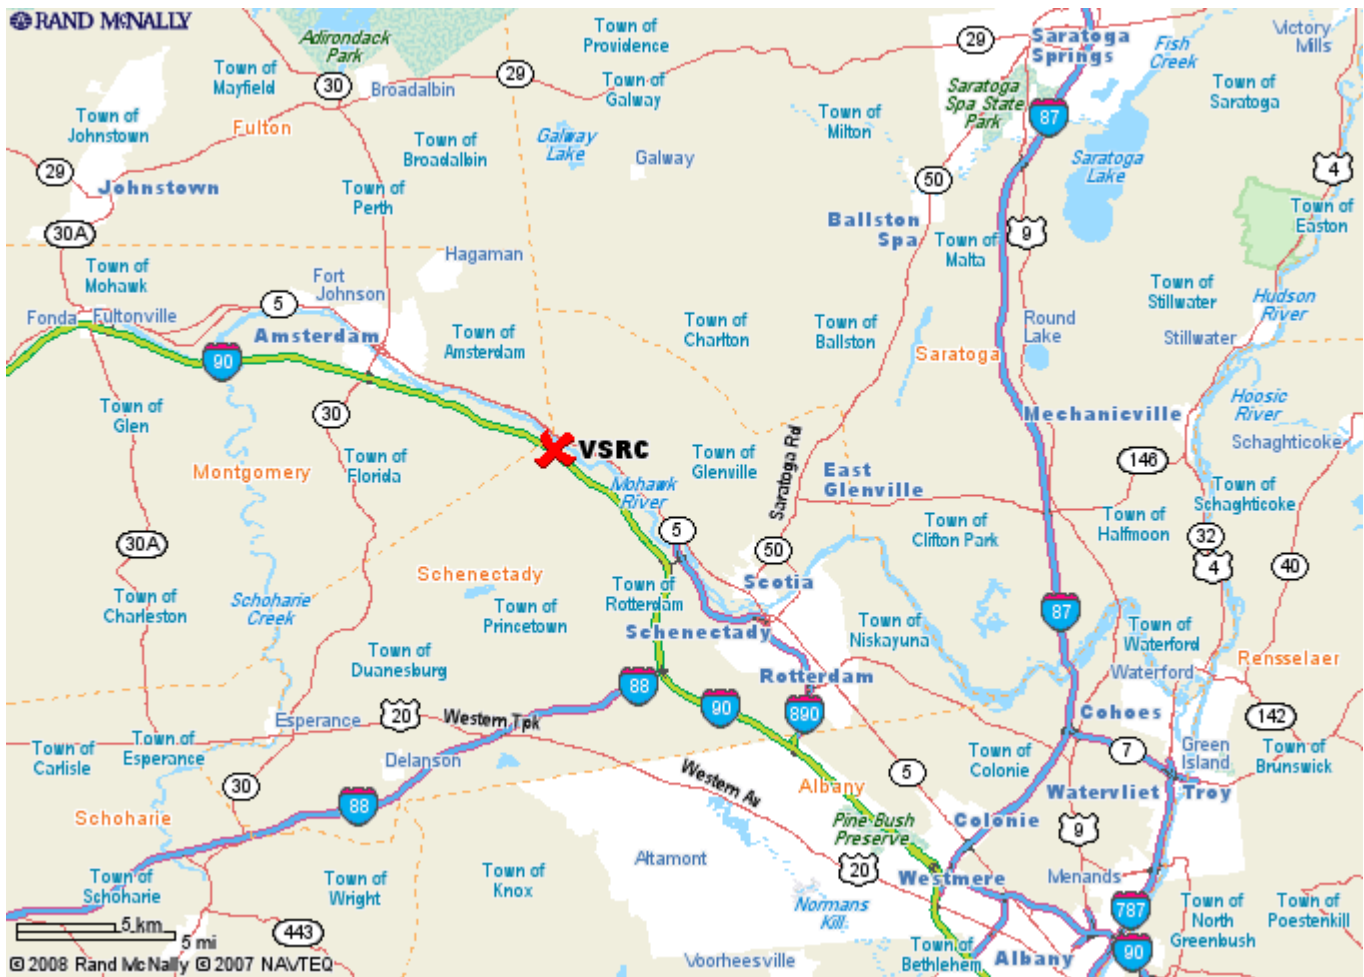 RAND MCNALLY
Adirondack
Park
Town of
Providence
29
Saratoga
Springs
Fish
Creek
Victory
Mills
Town of
Mayfield
30
Broadalbin
29
Town of
Galway
Saratoga
Spa State
Park
87
Town of
Saratoga
Town of
Johnstown
Fulton
Town of
Broadalbin
Galway
Lake
Galway
Town of
Milton
Saratoga
Lake
4
29
Johnstown
Town of
Perth
50
Ballston
Spa
Town of
Easton
30A
Hagaman
Town of
Malta
9
Town of
Mohawk
Fort
Johnson
Town of
Stillwater
Hudson
River
Fonda
Fultonville
5
Amsterdam
Town of
Amsterdam
Town of
Charlton
Town of
Ballston
Saratoga
Round
Lake
Stillwater
90
Town of
Glen
30
Hoosic
River
Mechanicville
Schaghticoke
Montgomery
Town of
Florida
VSRC
Town of
Glenville
Saratoga Rd
East
Glenville
146
Mohawk
River
Town of
Schaghticoke
30A
5
50
Town of
Clifton Park
Town of
Halfmoon
32
4
40
Schenectady
Scotia
Town of
Charleston
Schoharie
Creek
Town of
Princetown
Town of
Rotterdam
Schenectady
Town of
Niskayuna
87
Town of
Waterford
Town of
Duanesburg
Rensselaer
Waterford
88
Rotterdam
90
890
Esperance
20
Western Tpk
Cohoes
142
Town of
Carlisle
Town of
Esperance
Delanson
Western Av
Town of
Colonie
7
Green
Island
Town of
Brunswick
30
88
Albany
5
Watervliet
Troy
Schoharie
Pine Bush
Preserve
Colonie
9
Altamont
20
Westmere
Menands
Town of
Schoharie
Town of
Wright
Town of
Knox
Normans
Kill
787
Town of
North
Greenbush
Town of
Poestenkill
5 km
5 mi
443
Voorheesville
Town of
Bethlehem
Albany
90
© 2008 Rand McNally © 2007 NAVTEQ